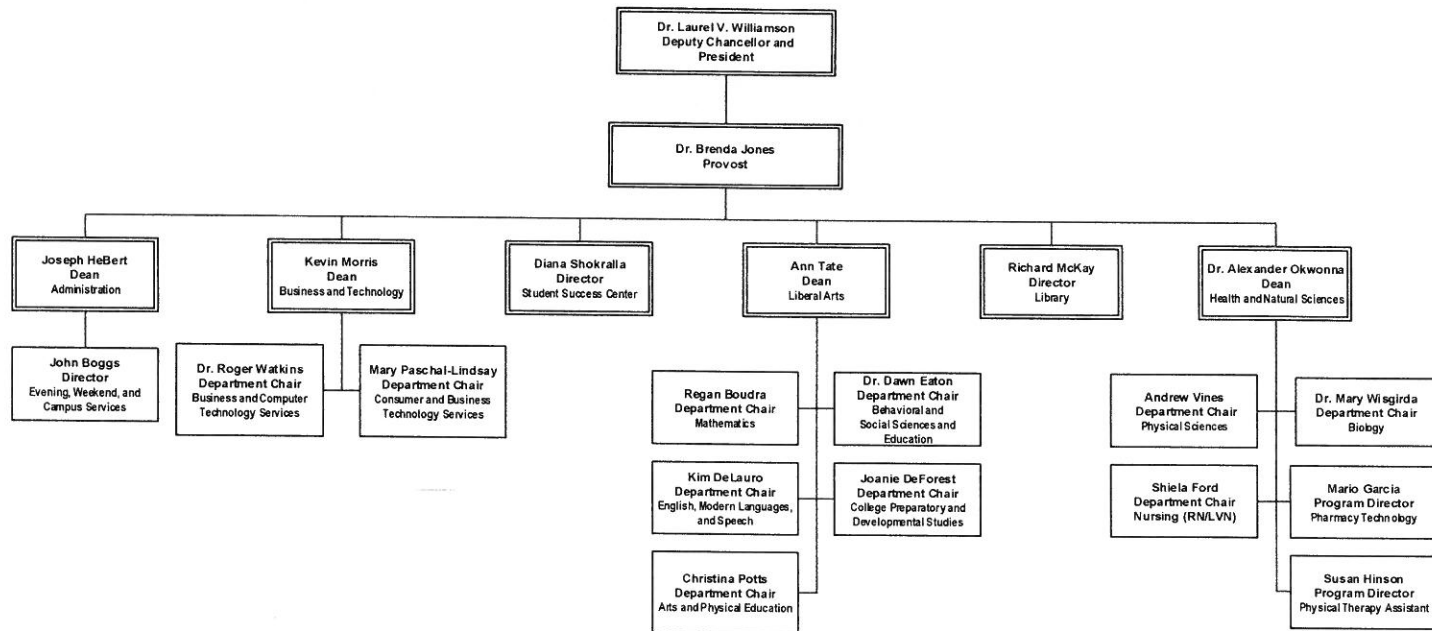 Dr. Laurel V. Williamson
Deputy Chancellor and
President
Dr. Brenda Jones
Provost
Joseph HeBert
Dean
Administration
Kevin Morris
Dean
Business and Technology
Diana Shokralla
Director
Student Success Center
Ann Tate
Dean
Liberal Arts
Richard McKay
Director
Library
Dr. Alexander Okwonna
Dean
Health and Natural Sciences
John Boggs
Director
Evening, Weekend, and
Campus Services
Dr. Roger Watkins
Department Chair
Business and Computer
Technology Services
Mary Paschal-Lindsay
Department Chair
Consumer and Business
Technology Services
Regan Boudra
Department Chair
Mathematics
Dr. Dawn Eaton
Department Chair
Behavioral and
Social Sciences and
Education
Andrew Vines
Department Chair
Physical Sciences
Dr. Mary Wisgirda
Department Chair
Biology
Kim DeLauro
Department Chair
English, Modern Languages,
and Speech
Joanie DeForest
Department Chair
College Preparatory and
Developmental Studies
Shiela Ford
Department Chair
Nursing (RN/LVN)
Mario Garcia
Program Director
Pharmacy Technology
Christina Potts
Department Chair
Arts and Physical Education
Susan Hinson
Program Director
Physical Therapy Assistant